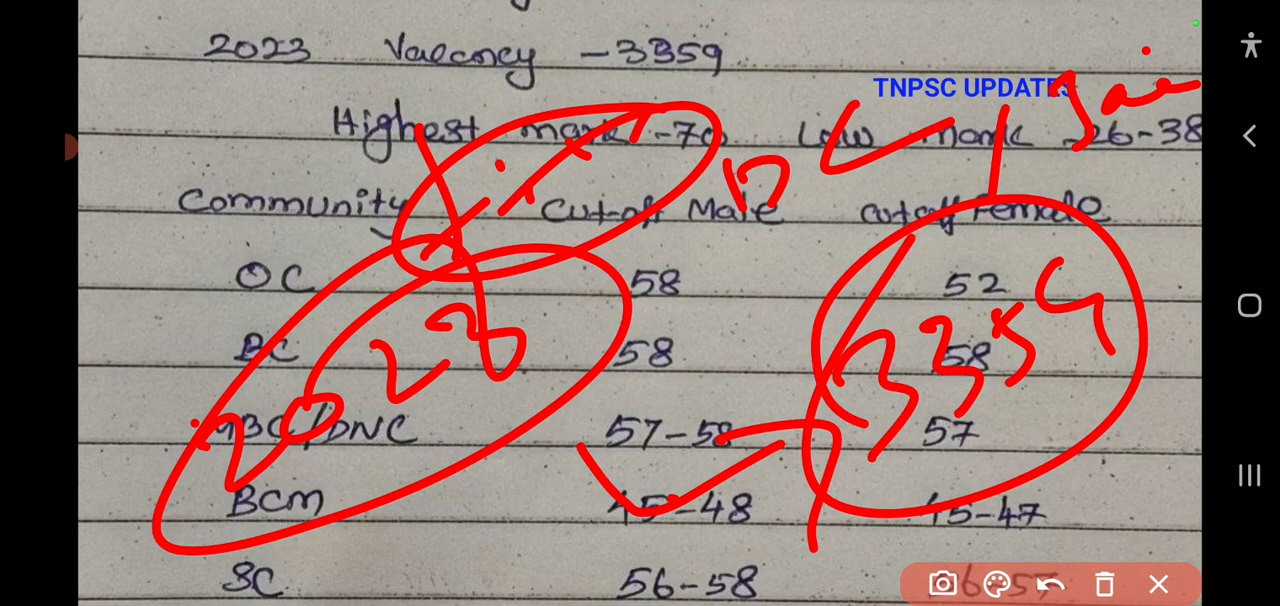 2023 Vacancy - 3359
TNPSC UPDATES
Highest mark -70 Low mark -26-38
Community Cut-off Male cutoff Female
OC 58 52
BC 58 58
MBC/DNC 57-58 57
BCM 45-48 45-47
SC 56-58
2023
3354